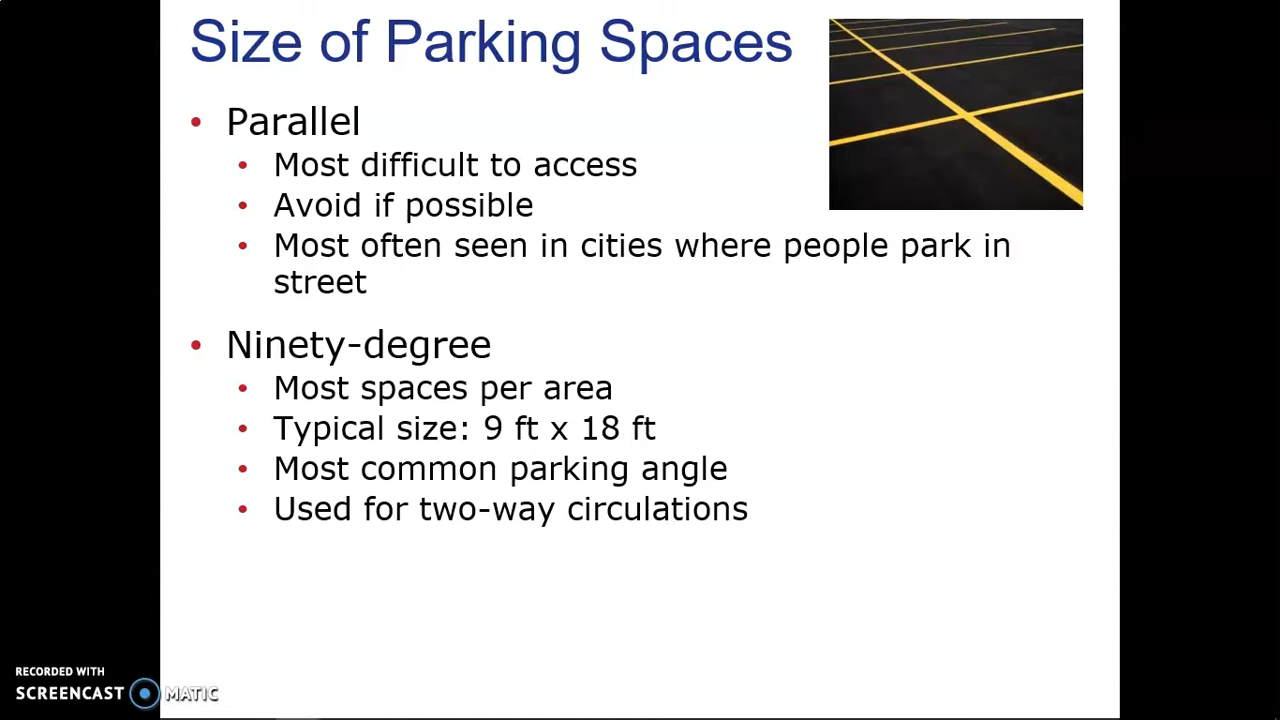 Size of Parking Spaces
• Parallel
• Most difficult to access
• Avoid if possible
• Most often seen in cities where people park in
street
• Ninety-degree
• Most spaces per area
• Typical size: 9 ft x 18 ft
• Most common parking angle
• Used for two-way circulations
RECORDED WITH
SCREENCAST MATIC